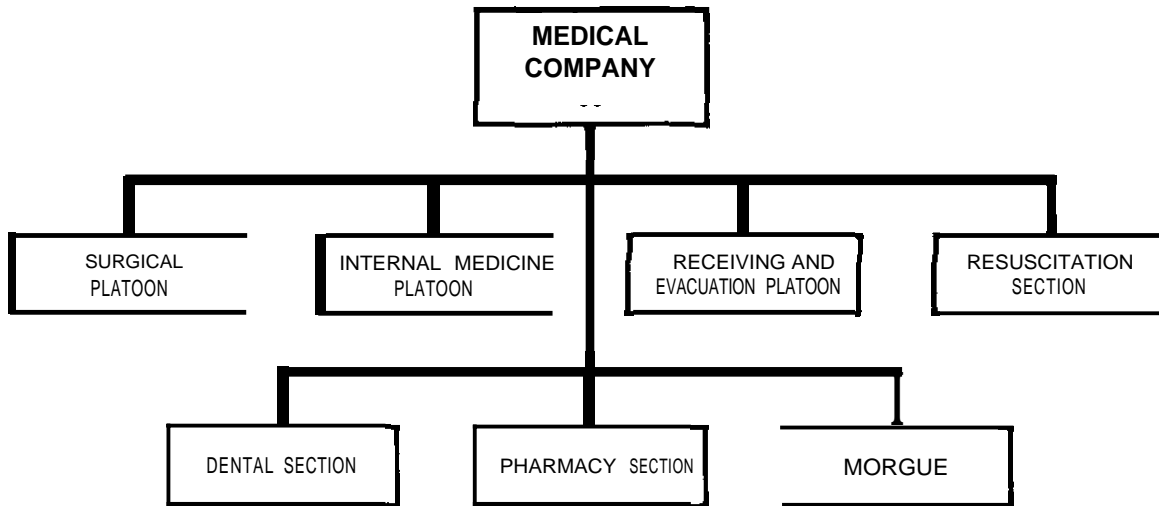 MEDICAL
COMPANY
SURGICAL
PLATOON
INTERNAL MEDICINE
PLATOON
RECEIVING AND
EVACUATION PLATOON
RESUSCITATION
SECTION
DENTAL SECTION
PHARMACY SECTION
MORGUE